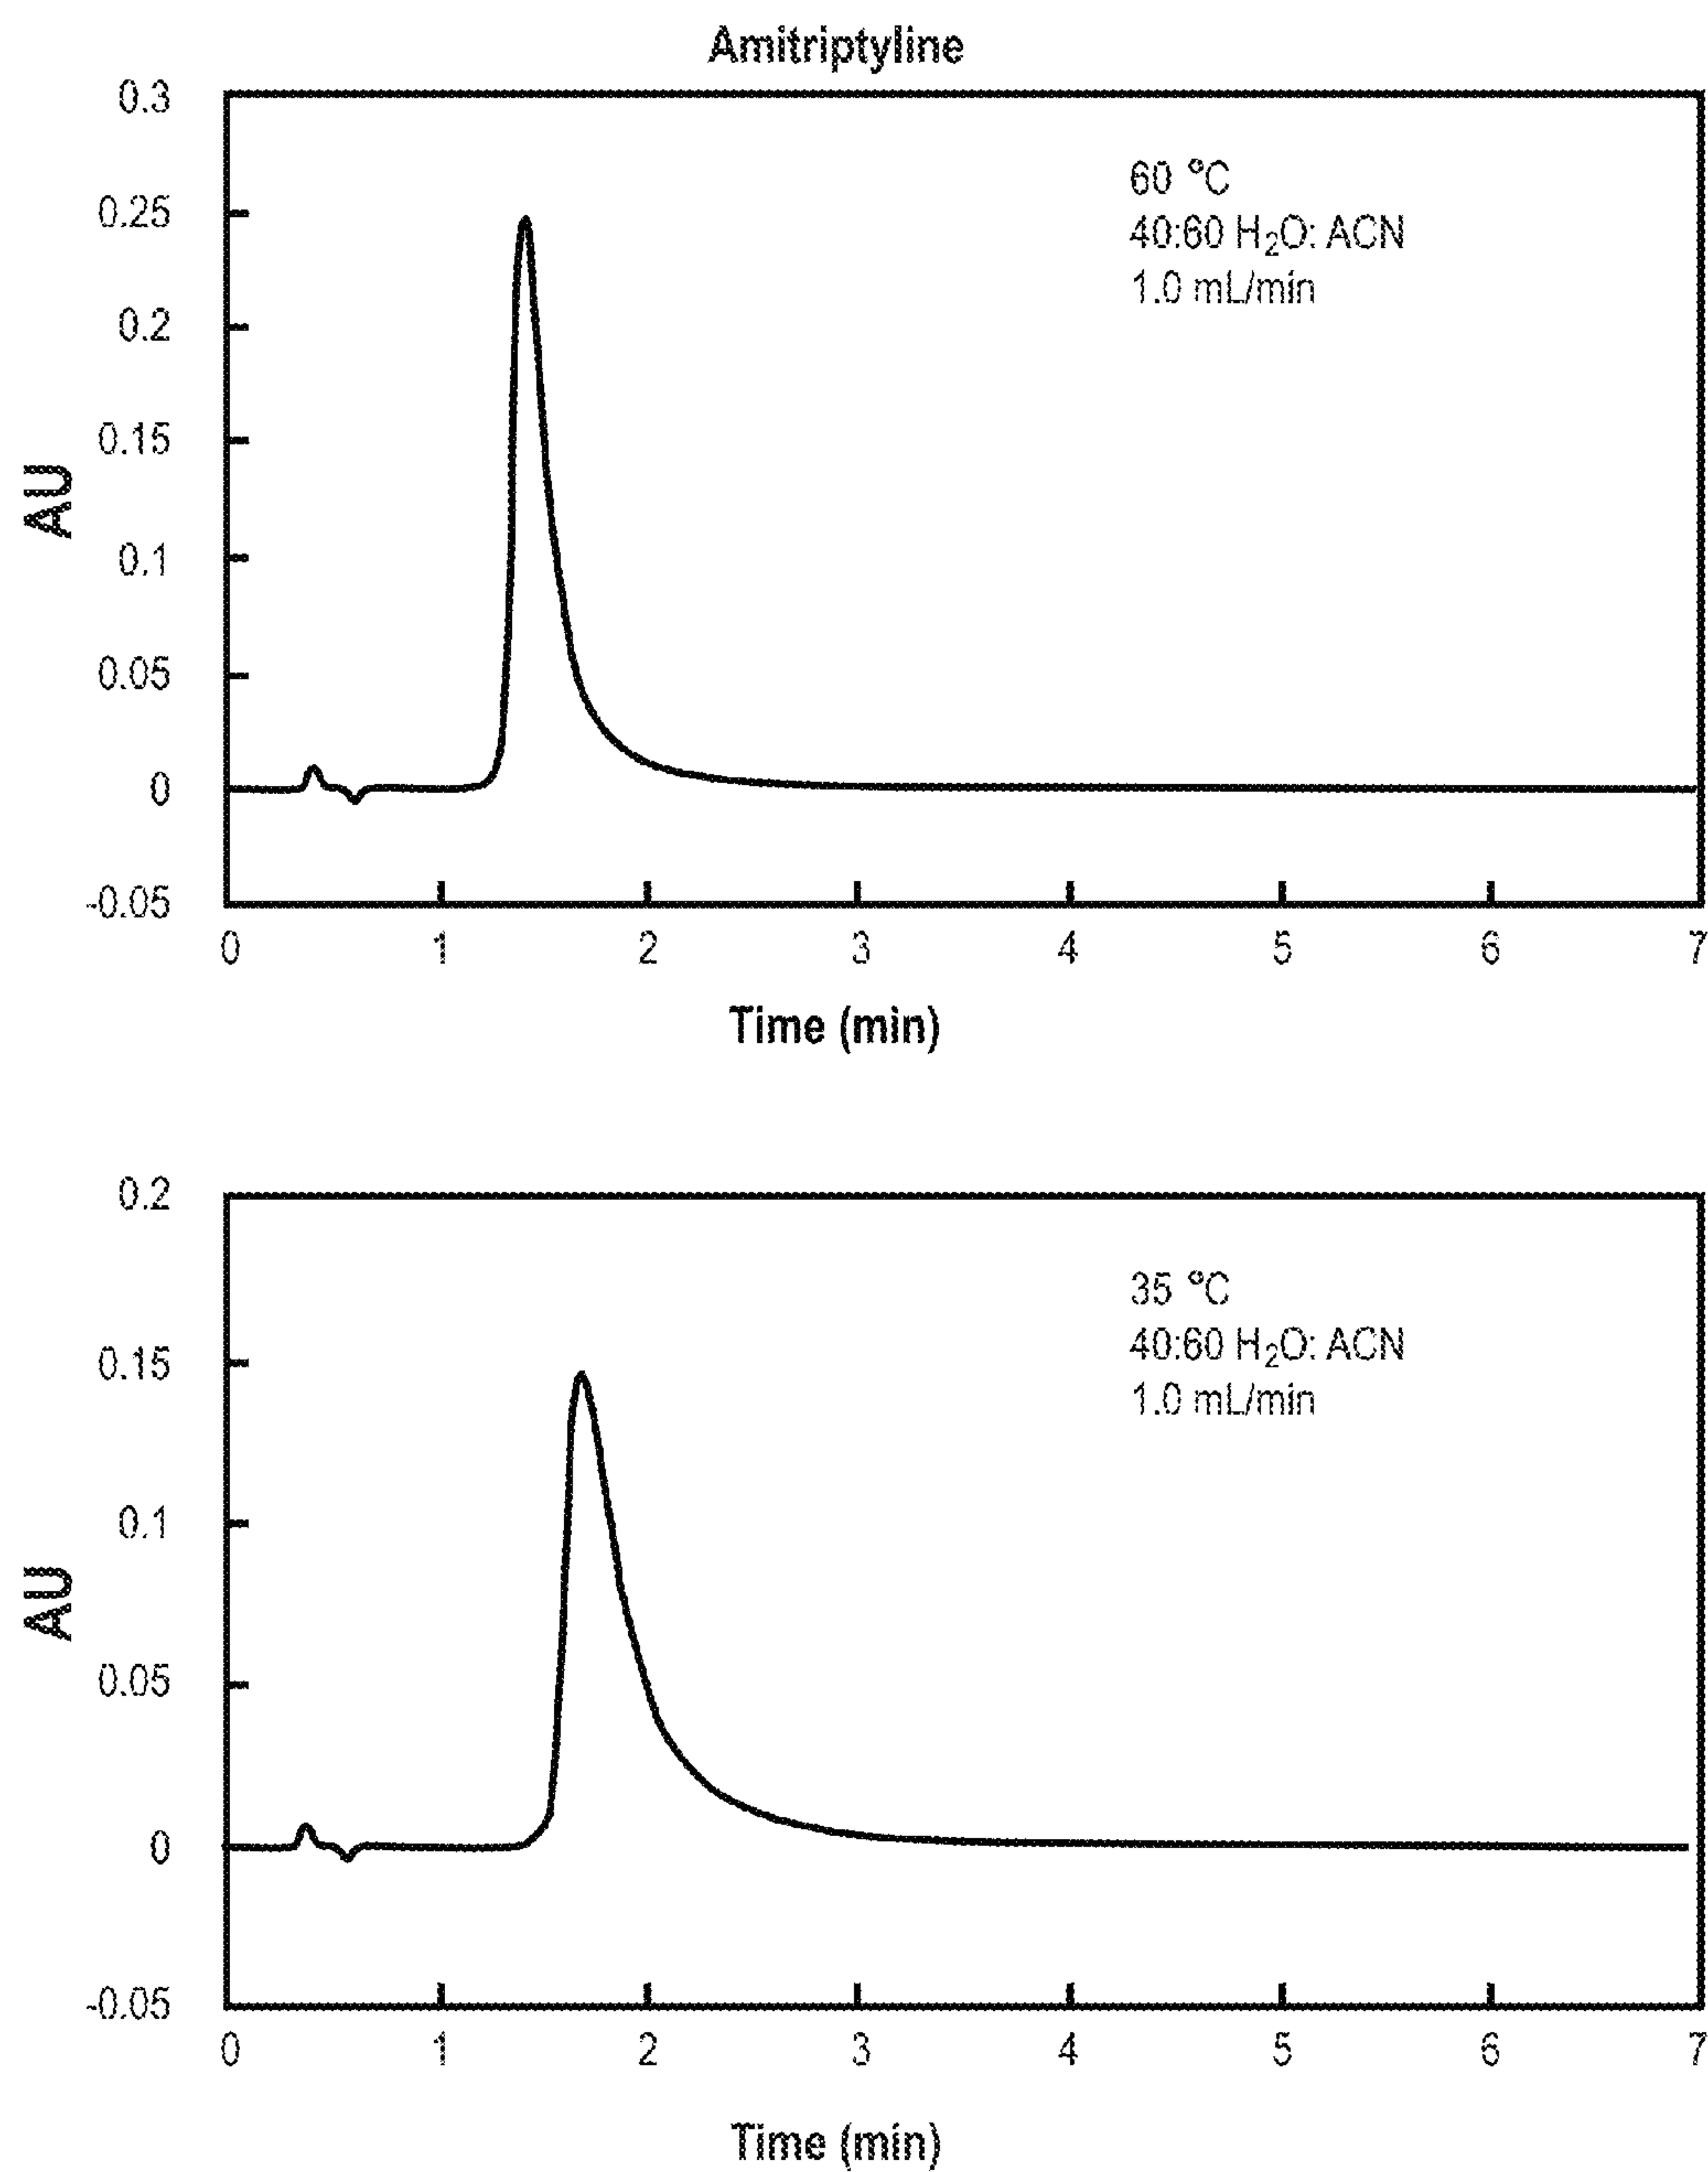 Amitriptyline
0.3
0.25
0.2
0.15
0.1
0.05
0
-0.05
AU
60 °C
40:60 H₂O: ACN
1.0 mL/min
0 1 2 3 4 5 6 7
Time (min)
0.2
0.15
0.1
0.05
0
-0.05
AU
35 °C
40:60 H₂O: ACN
1.0 mL/min
0 1 2 3 4 5 6 7
Time (min)